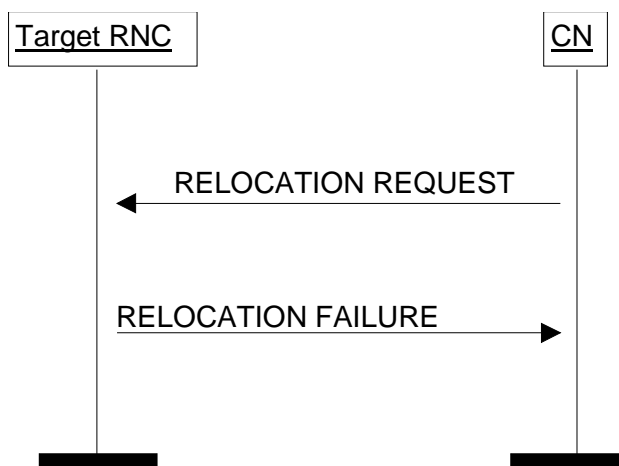 Target RNC
CN
RELOCATION REQUEST
RELOCATION FAILURE